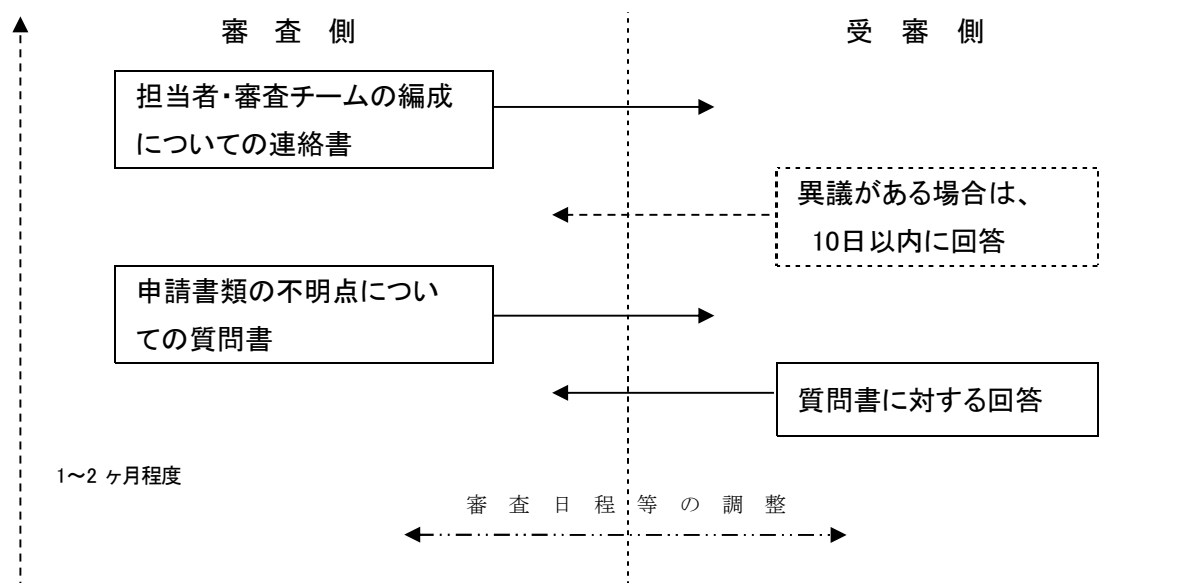 審 査 側
受 審 側
担当者・審査チームの編成
についての連絡書
異議がある場合は、
10日以内に回答
申請書類の不明点につい
ての質問書
質問書に対する回答
1～2 ヶ月程度
審 査 日 程 等 の 調 整